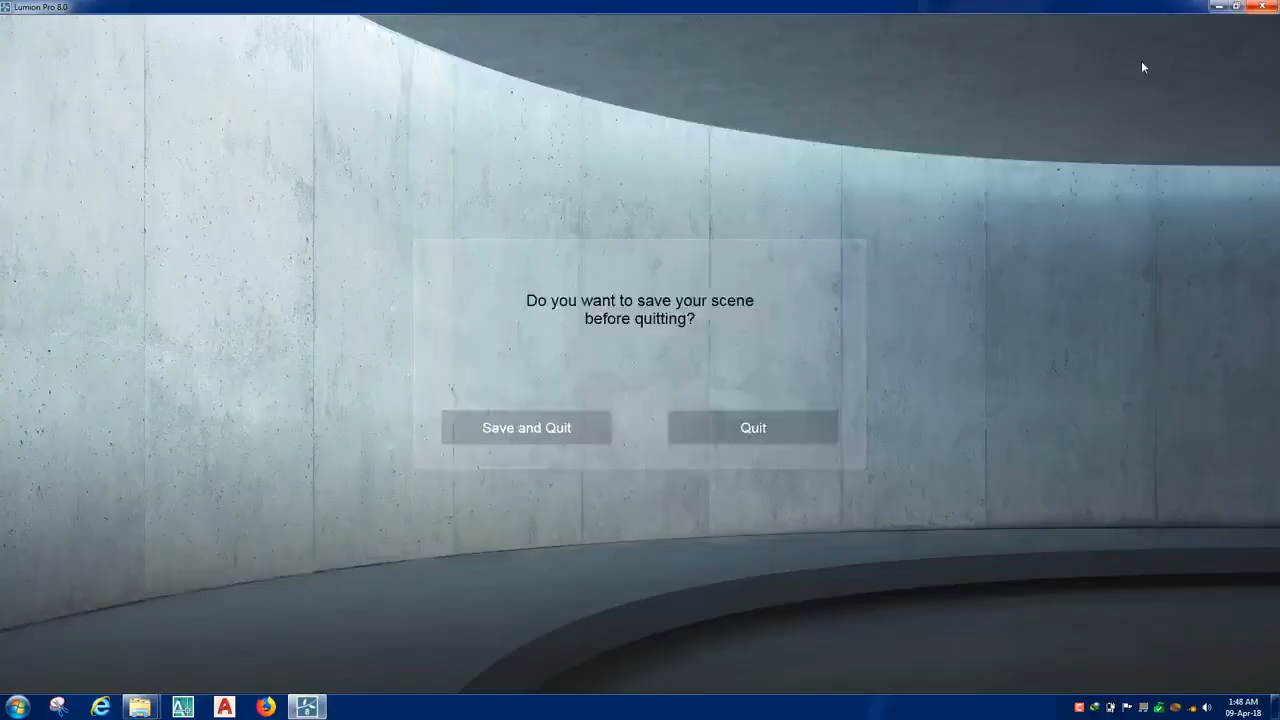 Lumion Pro 8.0
Do you want to save your scene
before quitting?
Save and Quit
Quit
1:48 AM
09-Apr-18